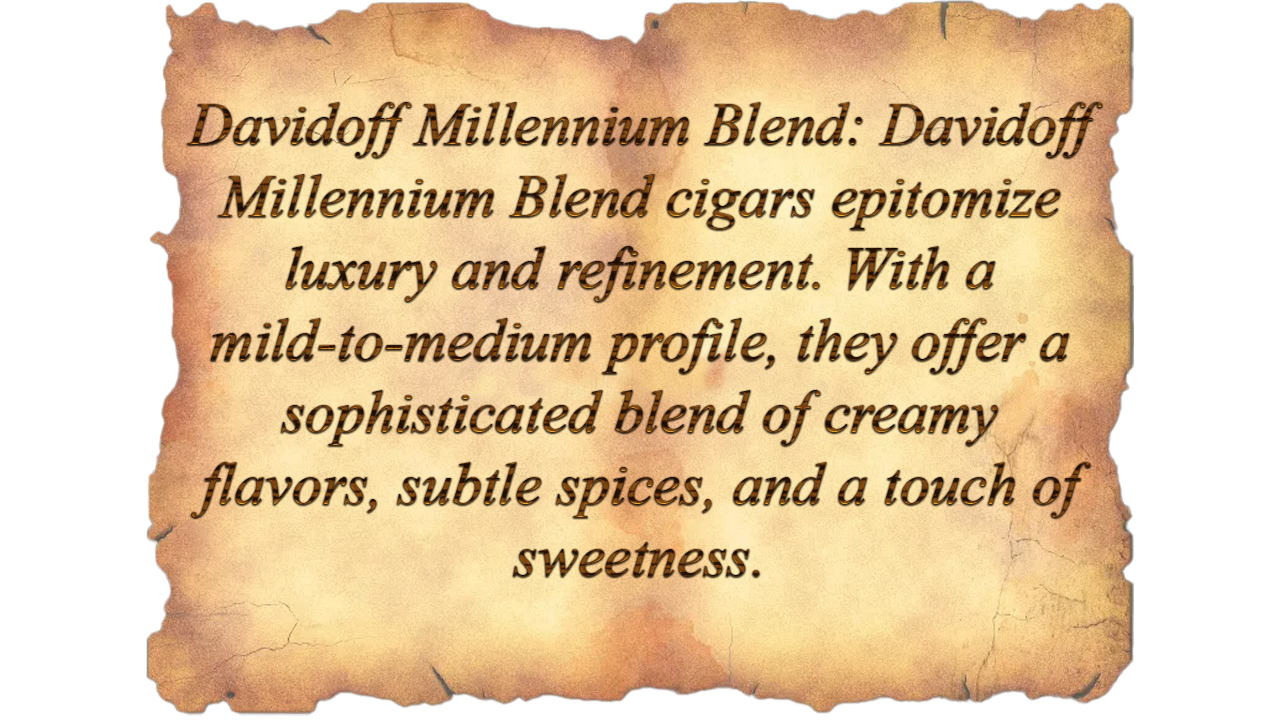 Davidoff Millennium Blend: Davidoff
Millennium Blend cigars epitomize
luxury and refinement. With a
mild-to-medium profile, they offer a
sophisticated blend of creamy
flavors, subtle spices, and a touch of
sweetness.